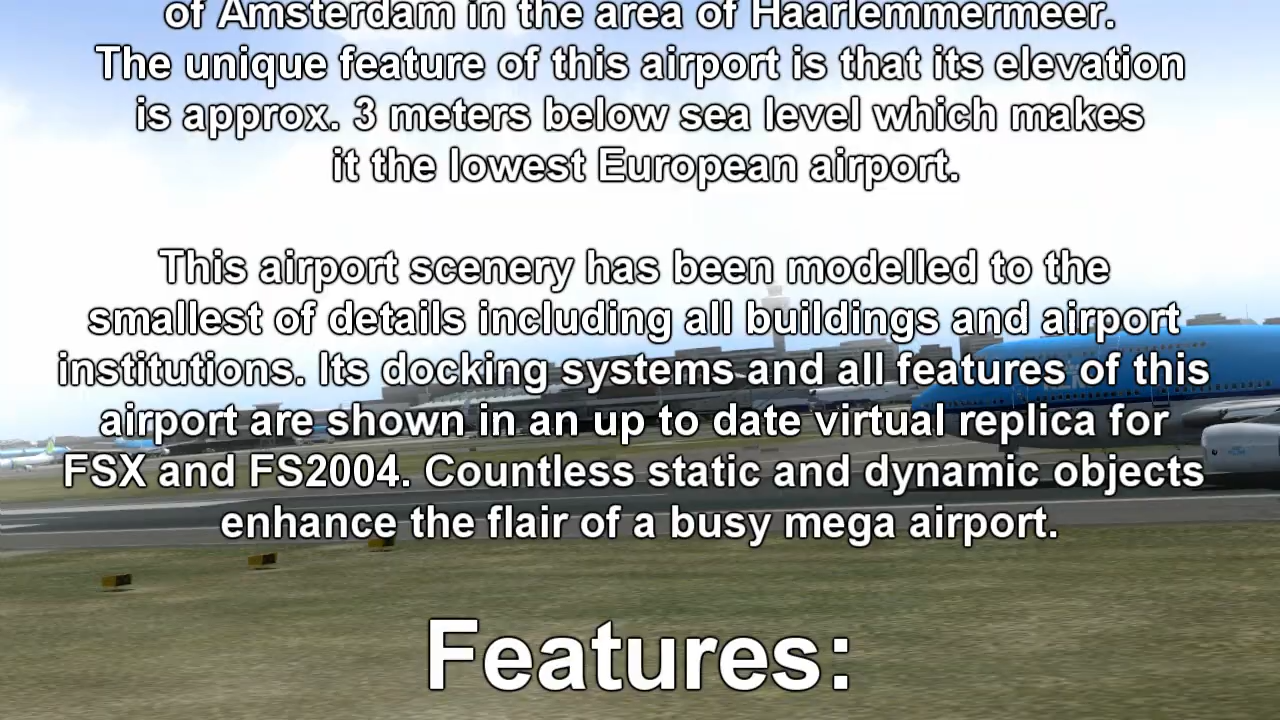 of Amsterdam in the area of Haarlemmermeer.
The unique feature of this airport is that its elevation
is approx. 3 meters below sea level which makes
it the lowest European airport.
This airport scenery has been modelled to the
smallest of details including all buildings and airport
institutions. Its docking systems and all features of this
airport are shown in an up to date virtual replica for
FSX and FS2004. Countless static and dynamic objects
enhance the flair of a busy mega airport.
Features: